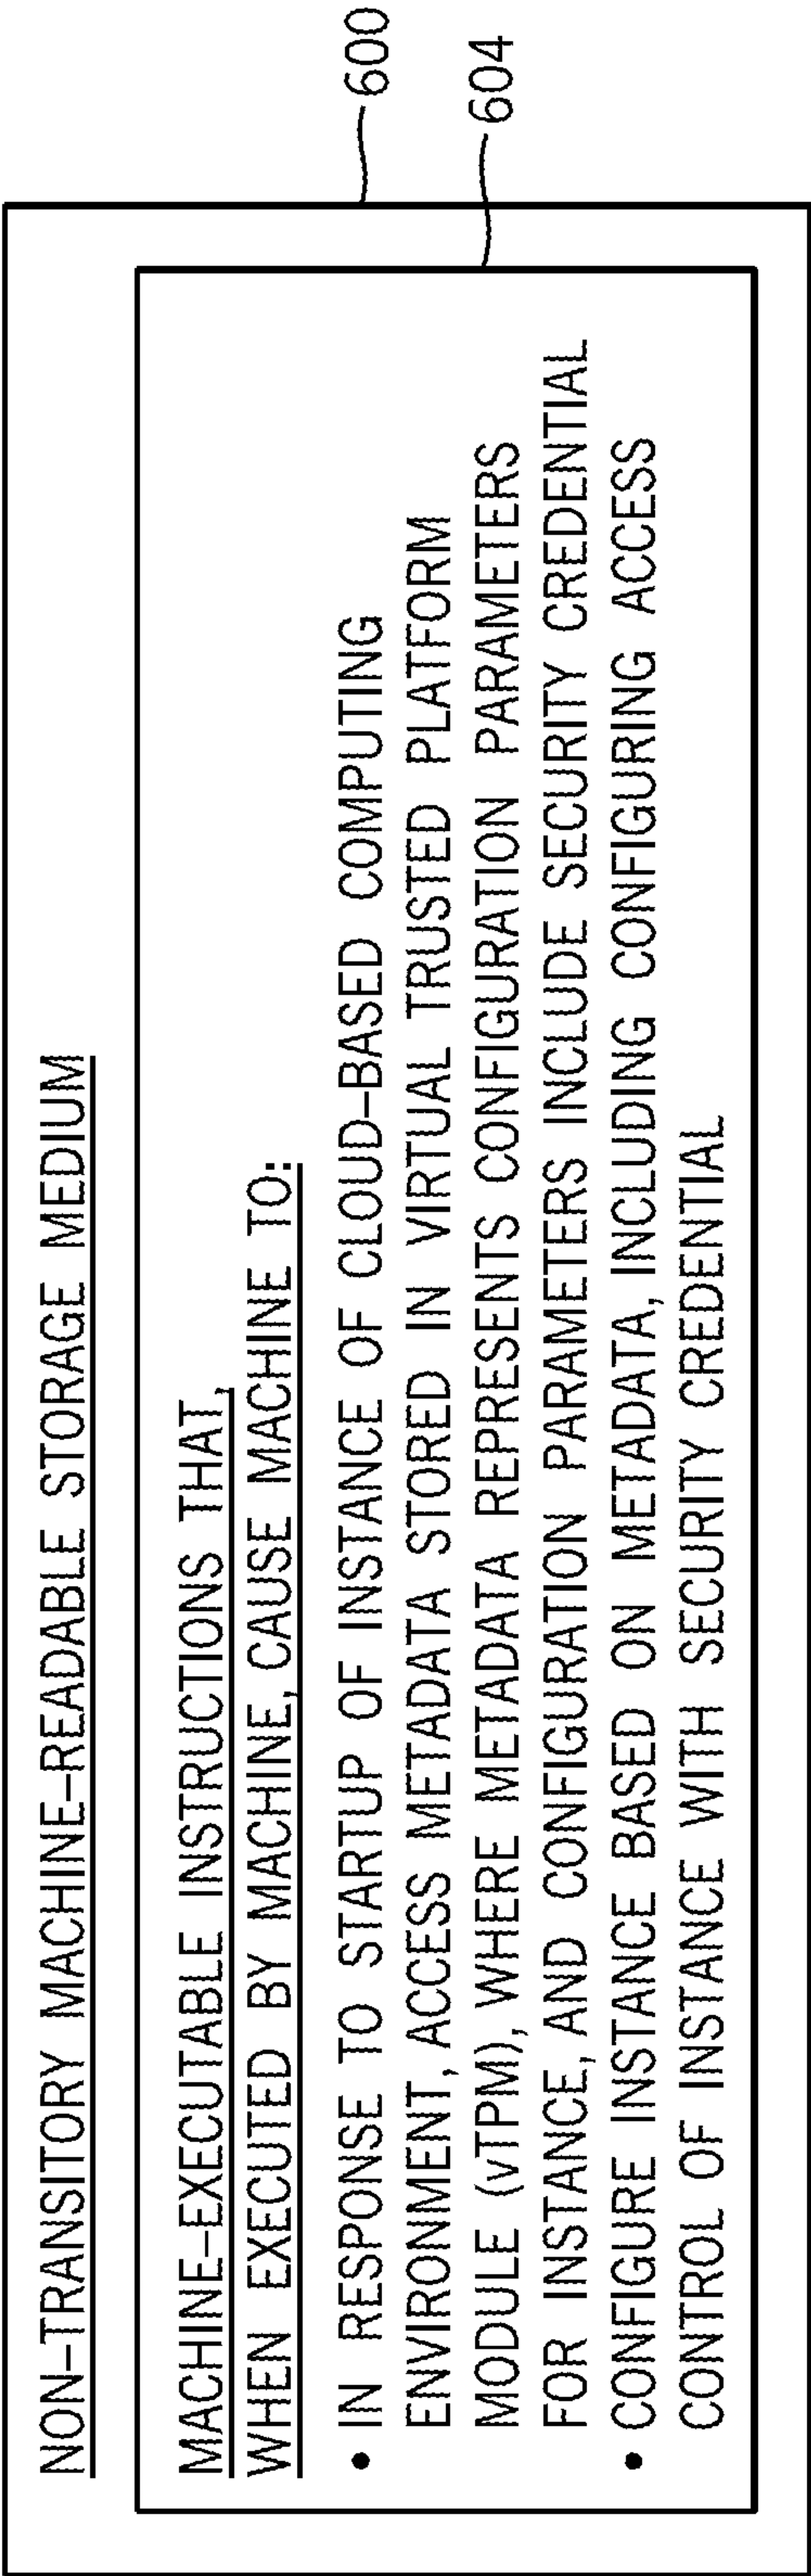 NON-TRANSITORY MACHINE-READABLE STORAGE MEDIUM
MACHINE-EXECUTABLE INSTRUCTIONS THAT,
WHEN EXECUTED BY MACHINE, CAUSE MACHINE TO:
• IN RESPONSE TO STARTUP OF INSTANCE OF CLOUD-BASED COMPUTING
ENVIRONMENT, ACCESS METADATA STORED IN VIRTUAL TRUSTED PLATFORM
MODULE (vTPM), WHERE METADATA REPRESENTS CONFIGURATION PARAMETERS
FOR INSTANCE, AND CONFIGURATION PARAMETERS INCLUDE SECURITY CREDENTIAL
• CONFIGURE INSTANCE BASED ON METADATA, INCLUDING CONFIGURING ACCESS
CONTROL OF INSTANCE WITH SECURITY CREDENTIAL
600
604